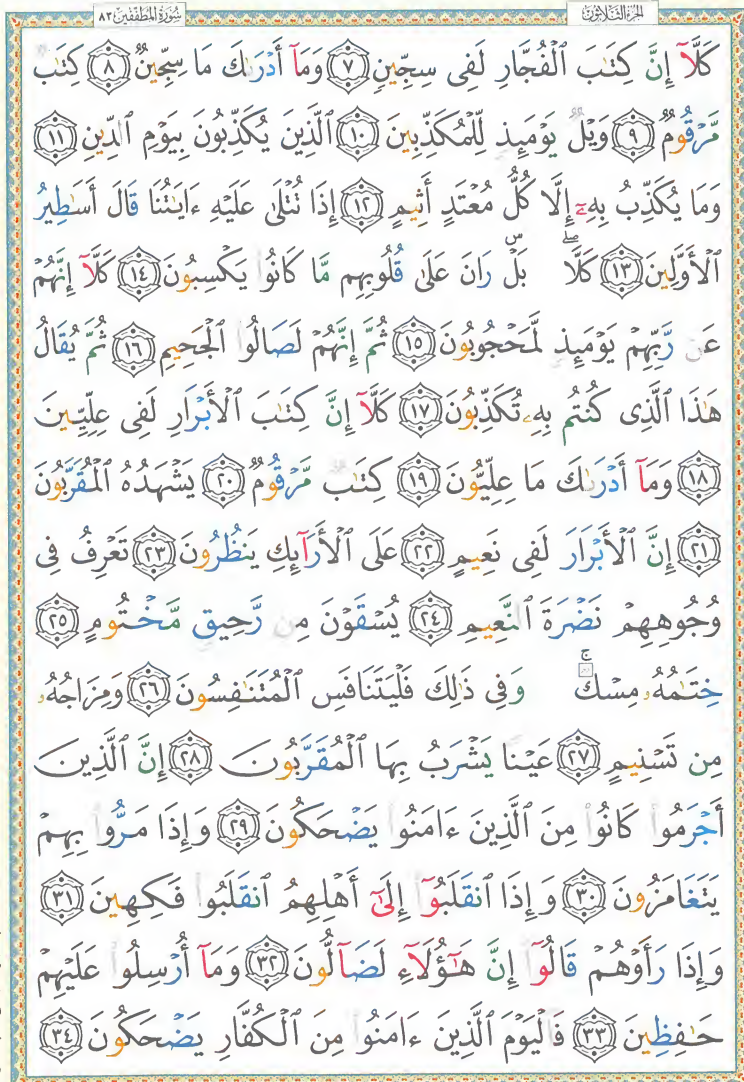 سُورَةُ المُطَفِّفِين ٨٣
الجزء الثلاثون
كَلَّآ إِنَّ كِتَٰبَ ٱلْفُجَّارِ لَفِى سِجِّينٍ ٧ وَمَآ أَدْرَىٰكَ مَا سِجِّينٌ ٨ كِتَٰبٌ
مَّرْقُومٌ ٩ وَيْلٌ يَوْمَئِذٍ لِّلْمُكَذِّبِينَ ١٠ ٱلَّذِينَ يُكَذِّبُونَ بِيَوْمِ ٱلدِّينِ ١١
وَمَا يُكَذِّبُ بِهِۦٓ إِلَّا كُلُّ مُعْتَدٍ أَثِيمٍ ١٢ إِذَا تُتْلَىٰ عَلَيْهِ ءَايَٰتُنَا قَالَ أَسَٰطِيرُ
ٱلْأَوَّلِينَ ١٣ كَلَّا ۖ بَلْ ۜ رَانَ عَلَىٰ قُلُوبِهِم مَّا كَانُوا۟ يَكْسِبُونَ ١٤ كَلَّآ إِنَّهُمْ
عَن رَّبِّهِمْ يَوْمَئِذٍ لَّمَحْجُوبُونَ ١٥ ثُمَّ إِنَّهُمْ لَصَالُوا۟ ٱلْجَحِيمِ ١٦ ثُمَّ يُقَالُ
هَٰذَا ٱلَّذِى كُنتُم بِهِۦ تُكَذِّبُونَ ١٧ كَلَّآ إِنَّ كِتَٰبَ ٱلْأَبْرَارِ لَفِى عِلِّيِّينَ
١٨ وَمَآ أَدْرَىٰكَ مَا عِلِّيُّونَ ١٩ كِتَٰبٌ مَّرْقُومٌ ٢٠ يَشْهَدُهُ ٱلْمُقَرَّبُونَ
٢١ إِنَّ ٱلْأَبْرَارَ لَفِى نَعِيمٍ ٢٢ عَلَى ٱلْأَرَآئِكِ يَنظُرُونَ ٢٣ تَعْرِفُ فِى
وُجُوهِهِمْ نَضْرَةَ ٱلنَّعِيمِ ٢٤ يُسْقَوْنَ مِن رَّحِيقٍ مَّخْتُومٍ ٢٥
خِتَٰمُهُۥ مِسْكٌ ۚ وَفِى ذَٰلِكَ فَلْيَتَنَافَسِ ٱلْمُتَنَٰفِسُونَ ٢٦ وَمِزَاجُهُۥ
مِن تَسْنِيمٍ ٢٧ عَيْنًا يَشْرَبُ بِهَا ٱلْمُقَرَّبُونَ ٢٨ إِنَّ ٱلَّذِينَ
أَجْرَمُوا۟ كَانُوا۟ مِنَ ٱلَّذِينَ ءَامَنُوا۟ يَضْحَكُونَ ٢٩ وَإِذَا مَرُّوا۟ بِهِمْ
يَتَغَامَزُونَ ٣٠ وَإِذَا ٱنقَلَبُوٓا۟ إِلَىٰٓ أَهْلِهِمُ ٱنقَلَبُوا۟ فَكِهِينَ ٣١
وَإِذَا رَأَوْهُمْ قَالُوٓا۟ إِنَّ هَٰٓؤُلَآءِ لَضَآلُّونَ ٣٢ وَمَآ أُرْسِلُوا۟ عَلَيْهِمْ
حَٰفِظِينَ ٣٣ فَٱلْيَوْمَ ٱلَّذِينَ ءَامَنُوا۟ مِنَ ٱلْكُفَّارِ يَضْحَكُونَ ٣٤